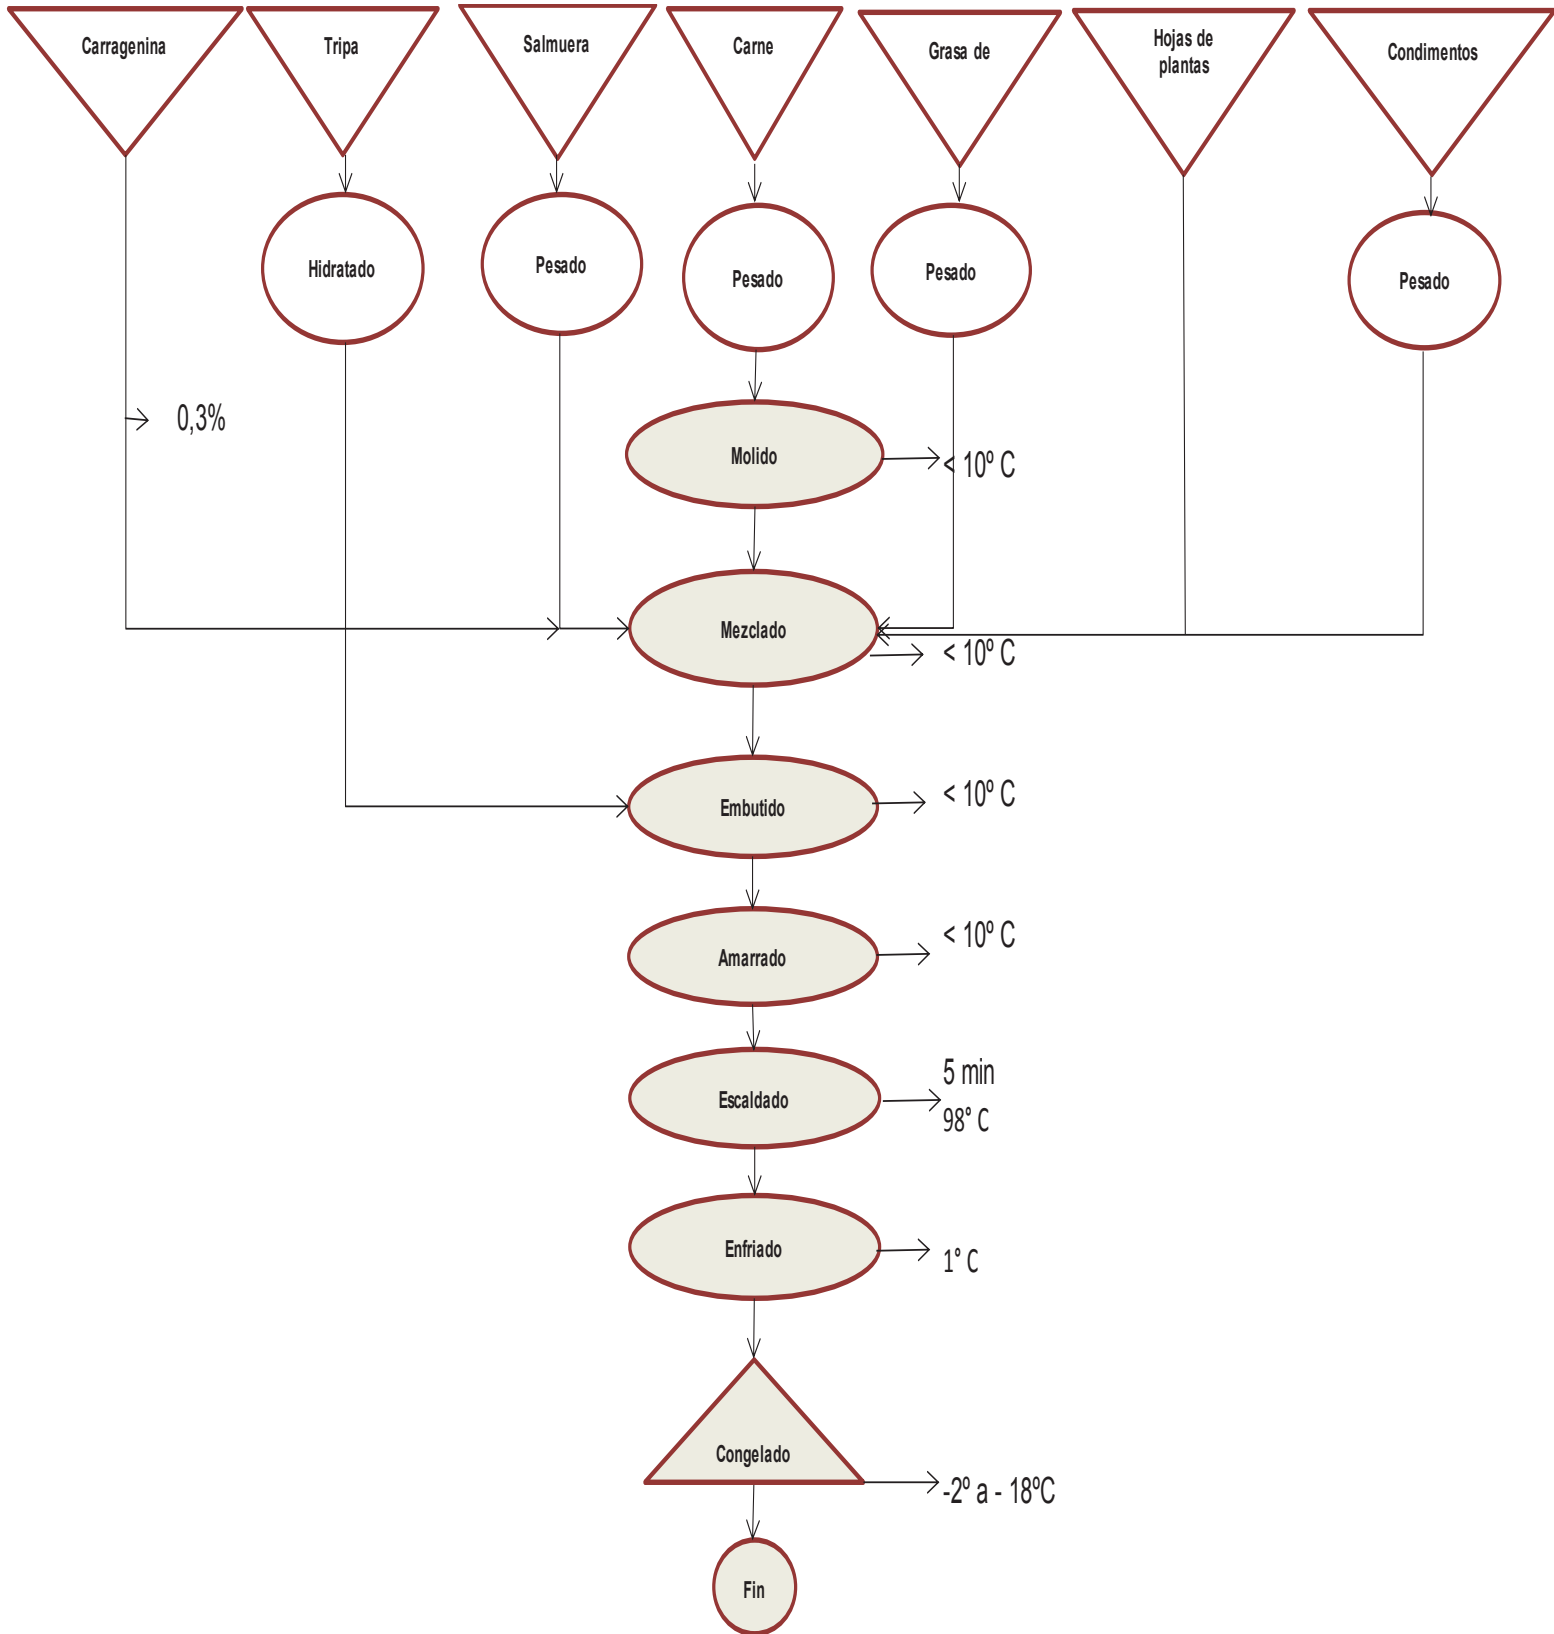 Carragenina
Tripa
Salmuera
Carne
Grasa de
Hojas de
plantas
Condimentos
Hidratado
Pesado
Pesado
Pesado
Pesado
0,3%
Molido
< 10º C
Mezclado
< 10º C
Embutido
< 10º C
Amarrado
< 10º C
Escaldado
5 min
98° C
Enfriado
1° C
Congelado
-2º a - 18ºC
Fin